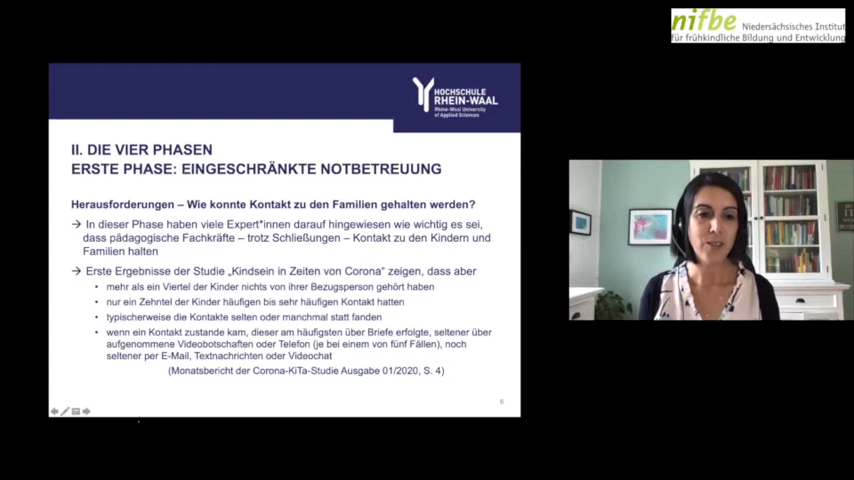 nifbe Niedersächsisches Institut
für frühkindliche Bildung und Entwicklung
HOCHSCHULE
RHEIN-WAAL
Rhine-Waal University
of Applied Sciences
II. DIE VIER PHASEN
ERSTE PHASE: EINGESCHRÄNKTE NOTBETREUUNG
Herausforderungen – Wie konnte Kontakt zu den Familien gehalten werden?
→ In dieser Phase haben viele Expert*innen darauf hingewiesen wie wichtig es sei,
dass pädagogische Fachkräfte – trotz Schließungen – Kontakt zu den Kindern und
Familien halten
→ Erste Ergebnisse der Studie „Kindsein in Zeiten von Corona“ zeigen, dass aber
• mehr als ein Viertel der Kinder nichts von ihrer Bezugsperson gehört haben
• nur ein Zehntel der Kinder häufigen bis sehr häufigen Kontakt hatten
• typischerweise die Kontakte selten oder manchmal statt fanden
• wenn ein Kontakt zustande kam, dieser am häufigsten über Briefe erfolgte, seltener über
aufgenommene Videobotschaften oder Telefon (je bei einem von fünf Fällen), noch
seltener per E-Mail, Textnachrichten oder Videochat
(Monatsbericht der Corona-KiTa-Studie Ausgabe 01/2020, S. 4)
6